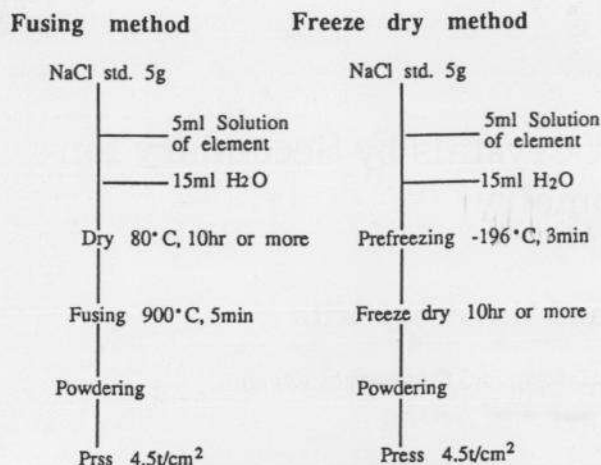 Fusing method
NaCl std. 5g
5ml Solution
of element
15ml H2O
Dry 80°C, 10hr or more
Fusing 900°C, 5min
Powdering
Prss 4.5t/cm²
Freeze dry method
NaCl std. 5g
5ml Solution
of element
15ml H2O
Prefreezing -196°C, 3min
Freeze dry 10hr or more
Powdering
Press 4.5t/cm²